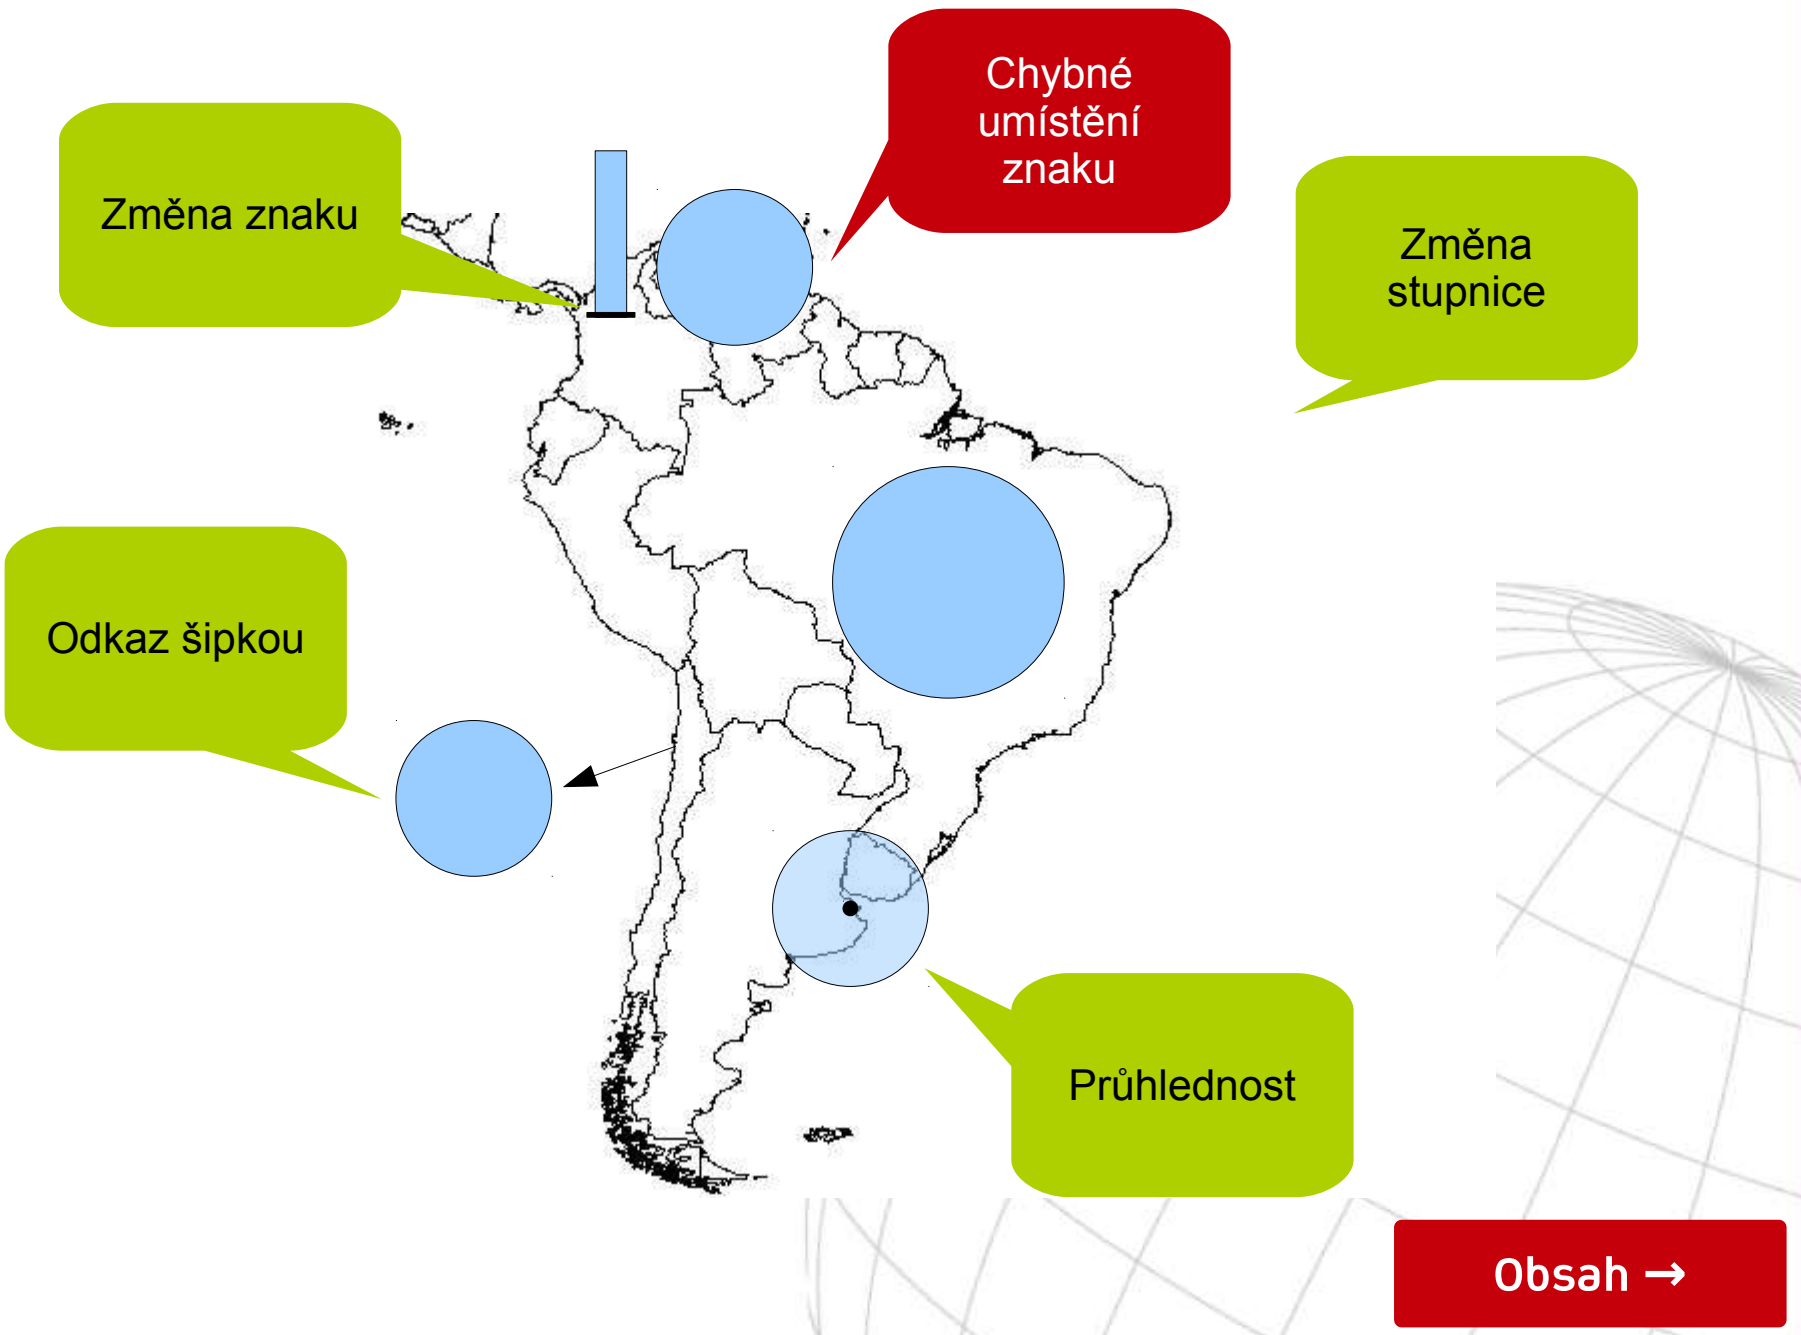 Chybné
umístění
znaku
Změna znaku
Změna
stupnice
Odkaz šipkou
Průhlednost
Obsah →